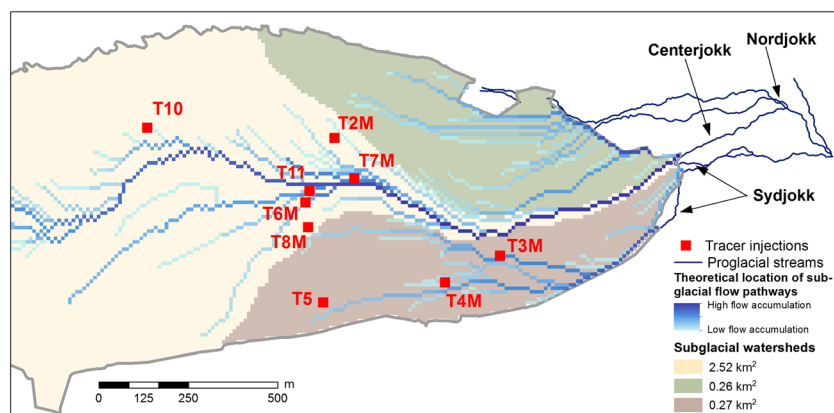 Nordjokk
Centerjokk
T10
T2M
T11
T7M
T6M
T8M
Sydjokk
T3M
T5
T4M
Tracer injections
Proglacial streams
Theoretical location of sub-
glacial flow pathways
High flow accumulation
Low flow accumulation
Subglacial watersheds
2.52 km²
0.26 km²
0.27 km²
m
0 125 250 500